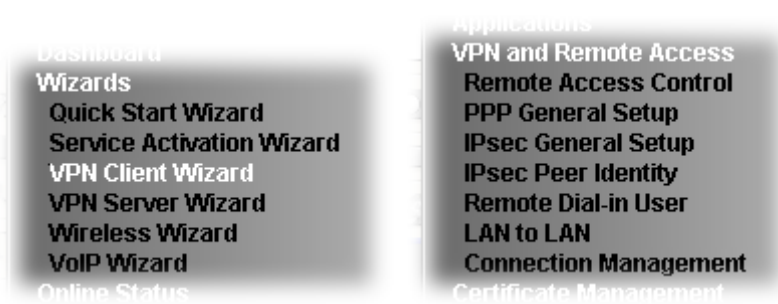 Dashboard
Wizards
Quick Start Wizard
Service Activation Wizard
VPN Client Wizard
VPN Server Wizard
Wireless Wizard
VoIP Wizard
Online Status
Applications
VPN and Remote Access
Remote Access Control
PPP General Setup
IPsec General Setup
IPsec Peer Identity
Remote Dial-in User
LAN to LAN
Connection Management
Certificate Management